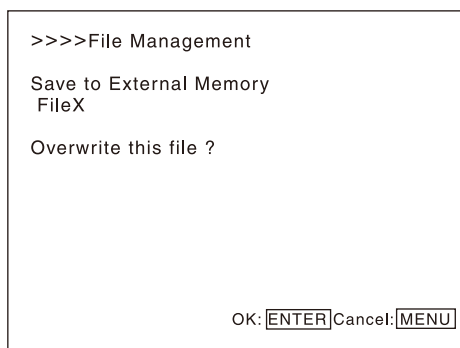 >>>>File Management
Save to External Memory
FileX
Overwrite this file ?
OK: ENTER Cancel: MENU